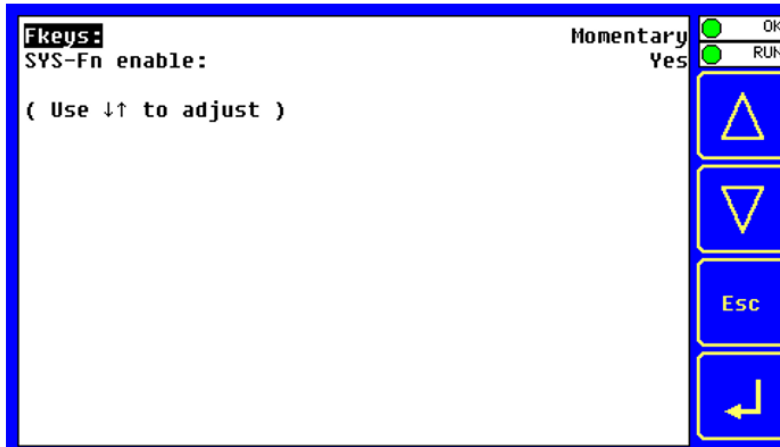 Fkeys: Momentary
SYS-Fn enable: Yes
( Use ↓↑ to adjust )
OK
RUN
Esc